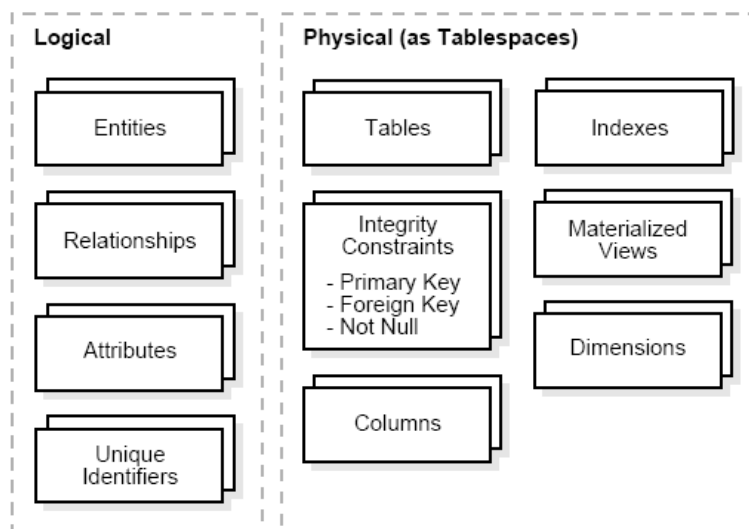 Logical
Entities
Relationships
Attributes
Unique
Identifiers
Physical (as Tablespaces)
Tables
Integrity
Constraints
- Primary Key
- Foreign Key
- Not Null
Columns
Indexes
Materialized
Views
Dimensions